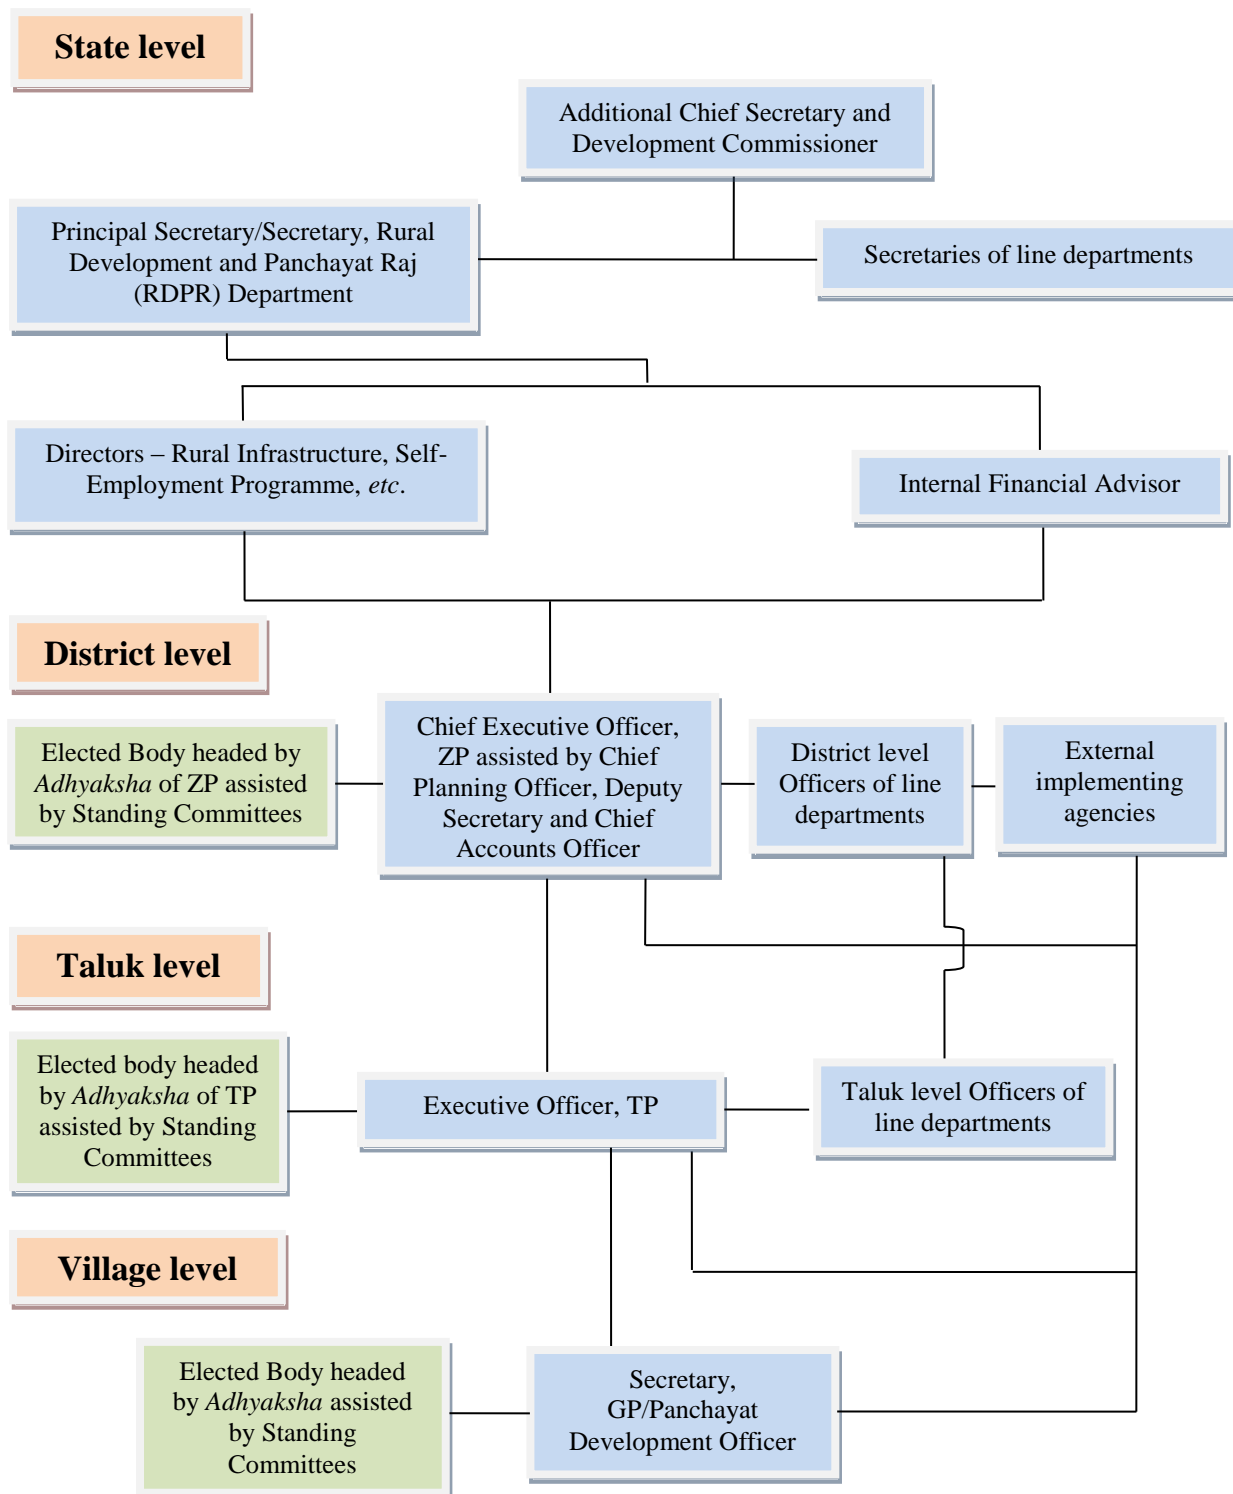 State level
Additional Chief Secretary and
Development Commissioner
Principal Secretary/Secretary, Rural
Development and Panchayat Raj
(RDPR) Department
Secretaries of line departments
Directors – Rural Infrastructure, Self-
Employment Programme, etc.
Internal Financial Advisor
District level
Elected Body headed by
Adhyaksha of ZP assisted
by Standing Committees
Chief Executive Officer,
ZP assisted by Chief
Planning Officer, Deputy
Secretary and Chief
Accounts Officer
District level
Officers of line
departments
External
implementing
agencies
Taluk level
Elected body headed
by Adhyaksha of TP
assisted by Standing
Committees
Executive Officer, TP
Taluk level Officers of
line departments
Village level
Elected Body headed
by Adhyaksha assisted
by Standing
Committees
Secretary,
GP/Panchayat
Development Officer